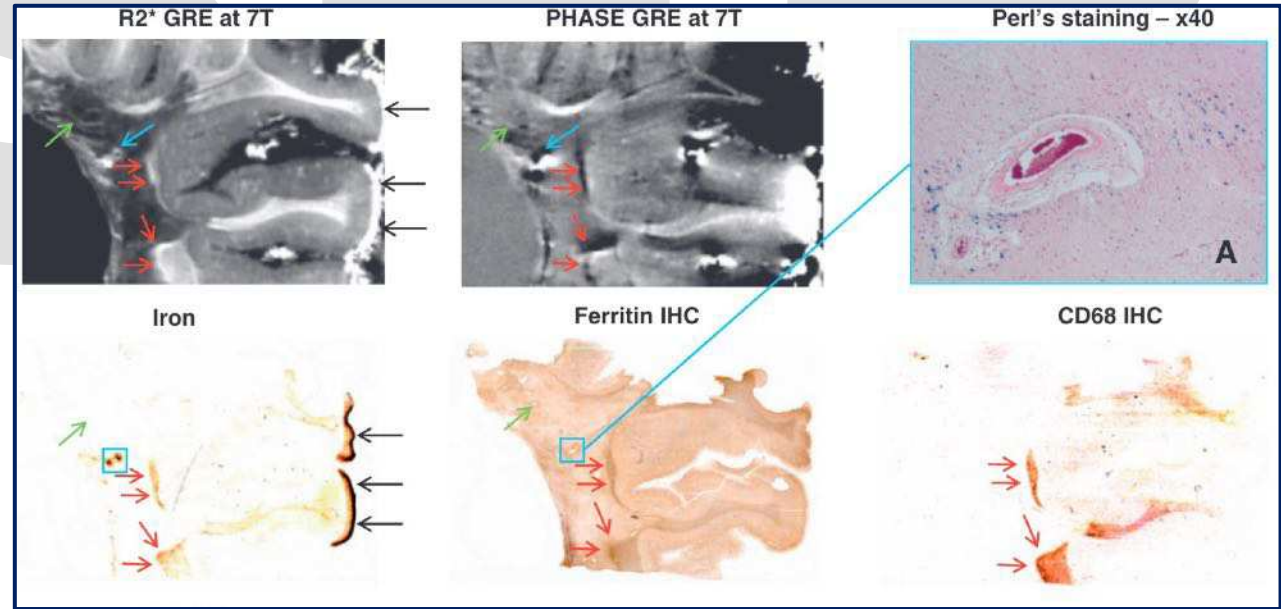 R2* GRE at 7T
PHASE GRE at 7T
Perl's staining – x40
A
Iron
Ferritin IHC
CD68 IHC